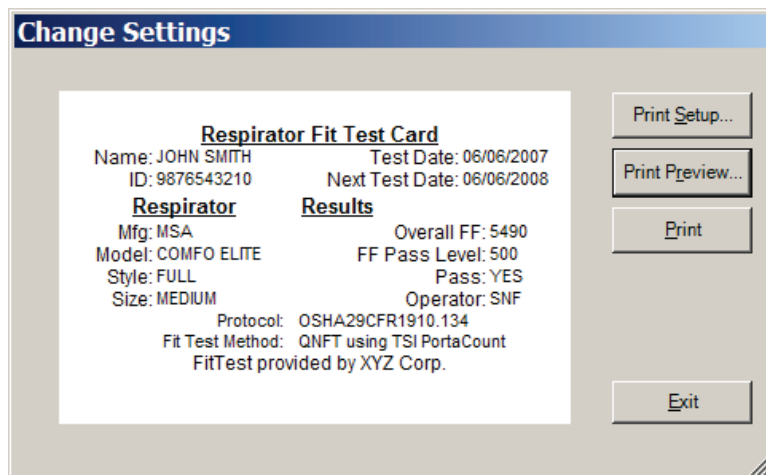 Change Settings
Respirator Fit Test Card
Name: JOHN SMITH Test Date: 06/06/2007
ID: 9876543210 Next Test Date: 06/06/2008
Respirator Results
Mfg: MSA Overall FF: 5490
Model: COMFO ELITE FF Pass Level: 500
Style: FULL Pass: YES
Size: MEDIUM Operator: SNF
Protocol: OSHA29CFR1910.134
Fit Test Method: QNFT using TSI PortaCount
FitTest provided by XYZ Corp.
Print Setup...
Print Preview...
Print
Exit